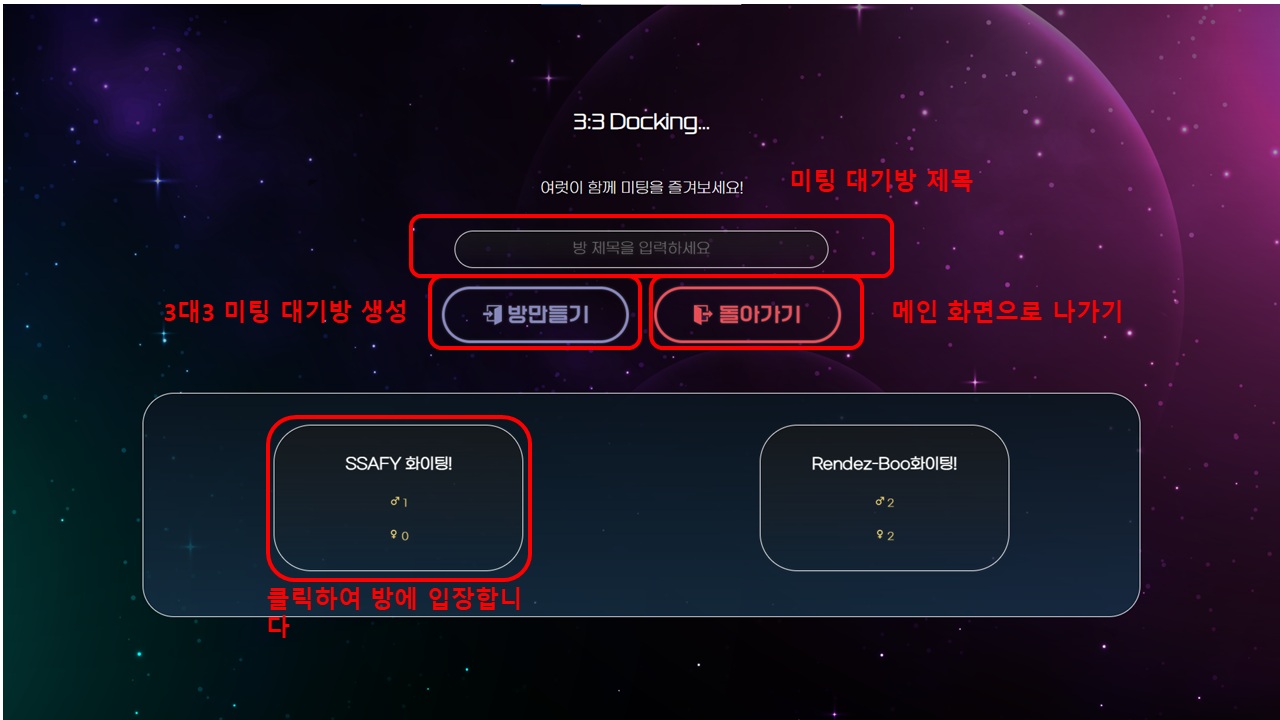 3:3 Docking...
여럿이 함께 미팅을 즐겨보세요!
미팅 대기방 제목
방 제목을 입력하세요
3대3 미팅 대기방 생성
방만들기
돌아가기
메인 화면으로 나가기
SSAFY 화이팅!
♂ 1
♀ 0
Rendez-Boo화이팅!
♂ 2
♀ 2
클릭하여 방에 입장합니
다